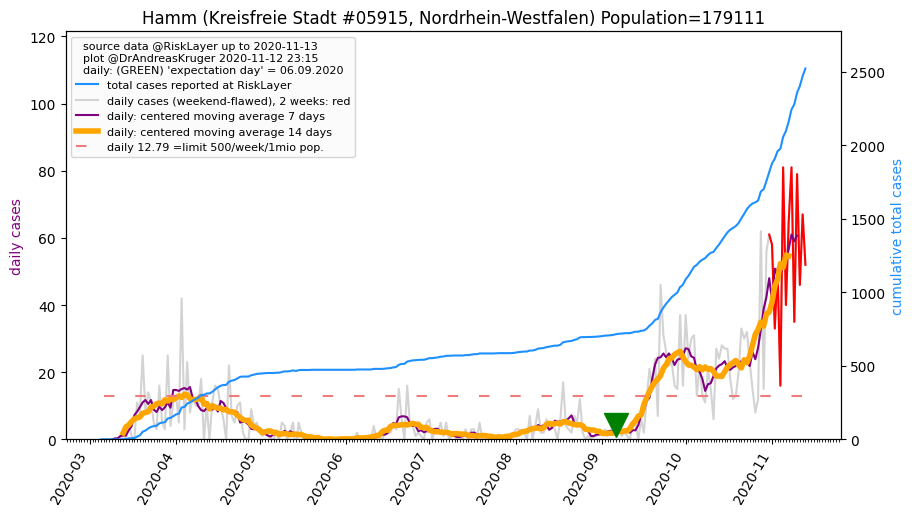 Hamm (Kreisfreie Stadt #05915, Nordrhein-Westfalen) Population=179111
source data @RiskLayer up to 2020-11-13
plot @DrAndreasKruger 2020-11-12 23:15
daily: (GREEN) 'expectation day' = 06.09.2020
total cases reported at RiskLayer
daily cases (weekend-flawed), 2 weeks: red
daily: centered moving average 7 days
daily: centered moving average 14 days
daily 12.79 =limit 500/week/1mio pop.
daily cases
120
100
80
60
40
20
0
cumulative total cases
2500
2000
1500
1000
500
0
2020-03
2020-04
2020-05
2020-06
2020-07
2020-08
2020-09
2020-10
2020-11